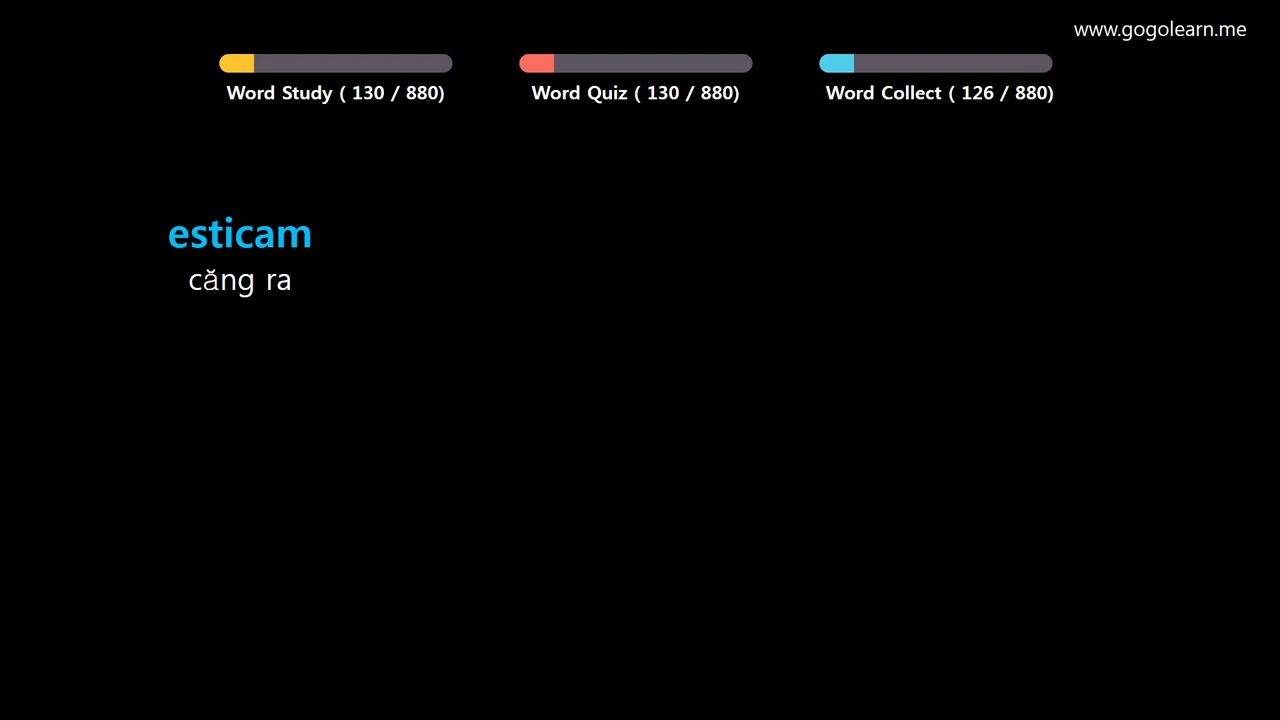 www.gogolearn.me
Word Study ( 130 / 880)
Word Quiz ( 130 / 880)
Word Collect ( 126 / 880)
esticam
căng ra